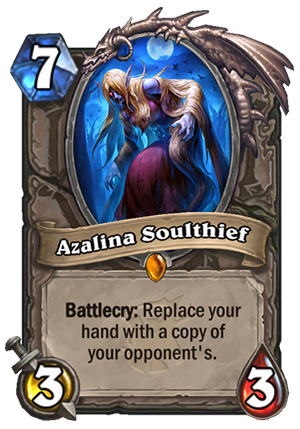 7
Azalina Soulthief
Battlecry: Replace your
hand with a copy of
your opponent's.
3 3